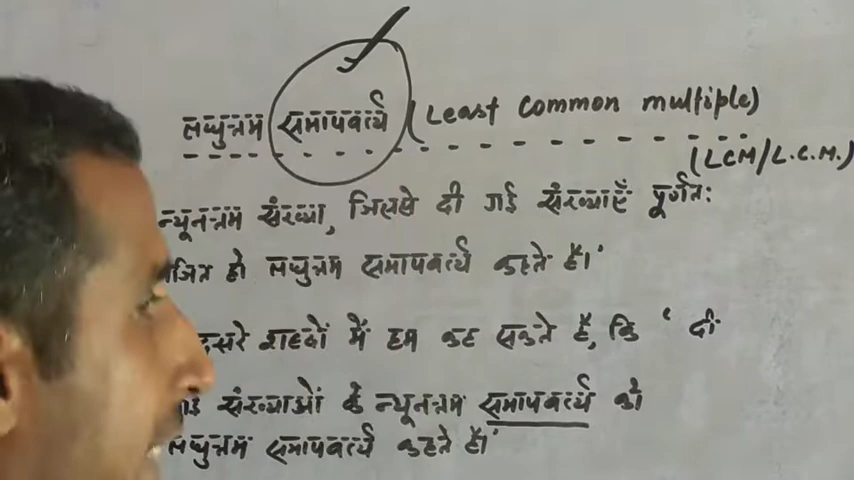 लघुत्तम समापवर्त्य (Least common multiple)
(LCM/L.C.M.)
न्यूनतम संख्या, जिससे दी गई संख्याएँ पूर्णतः
हो लघुत्तम समापवर्त्य कहते हैं।'
दूसरे शब्दों में हम कह सकते हैं, कि ' दी
संख्याओं के न्यूनतम समापवर्त्य को
लघुत्तम समापवर्त्य कहते हैं।'